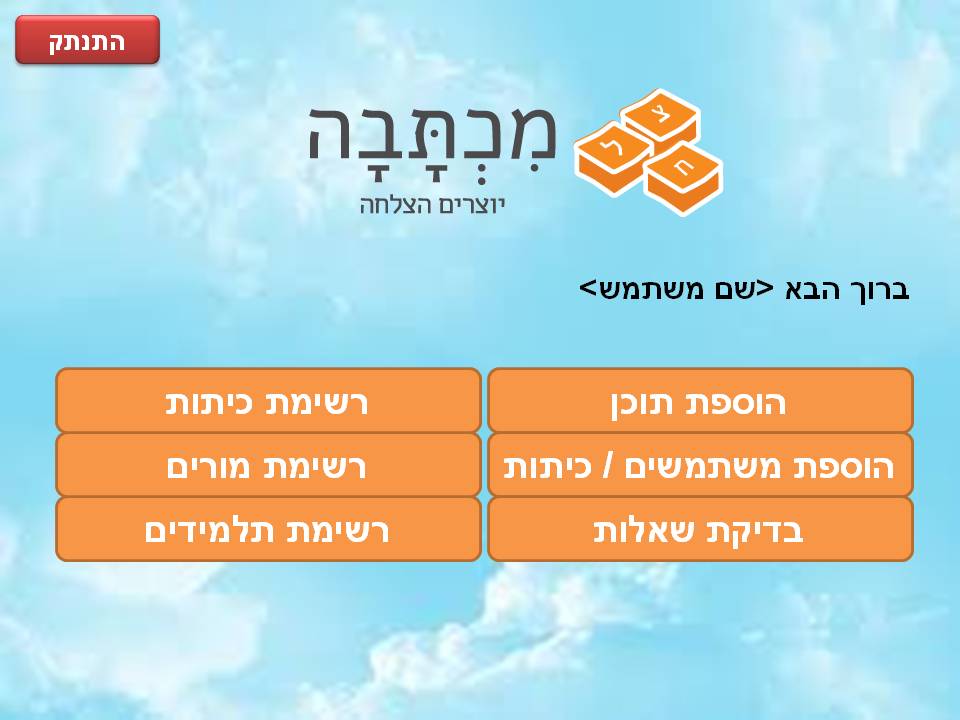 התנתק
צ
ל
ח
מִכְתָּבָה
יוצרים הצלחה
ברוך הבא <שם משתמש>
הוספת תוכן
רשימת כיתות
הוספת משתמשים / כיתות
רשימת מורים
בדיקת שאלות
רשימת תלמידים